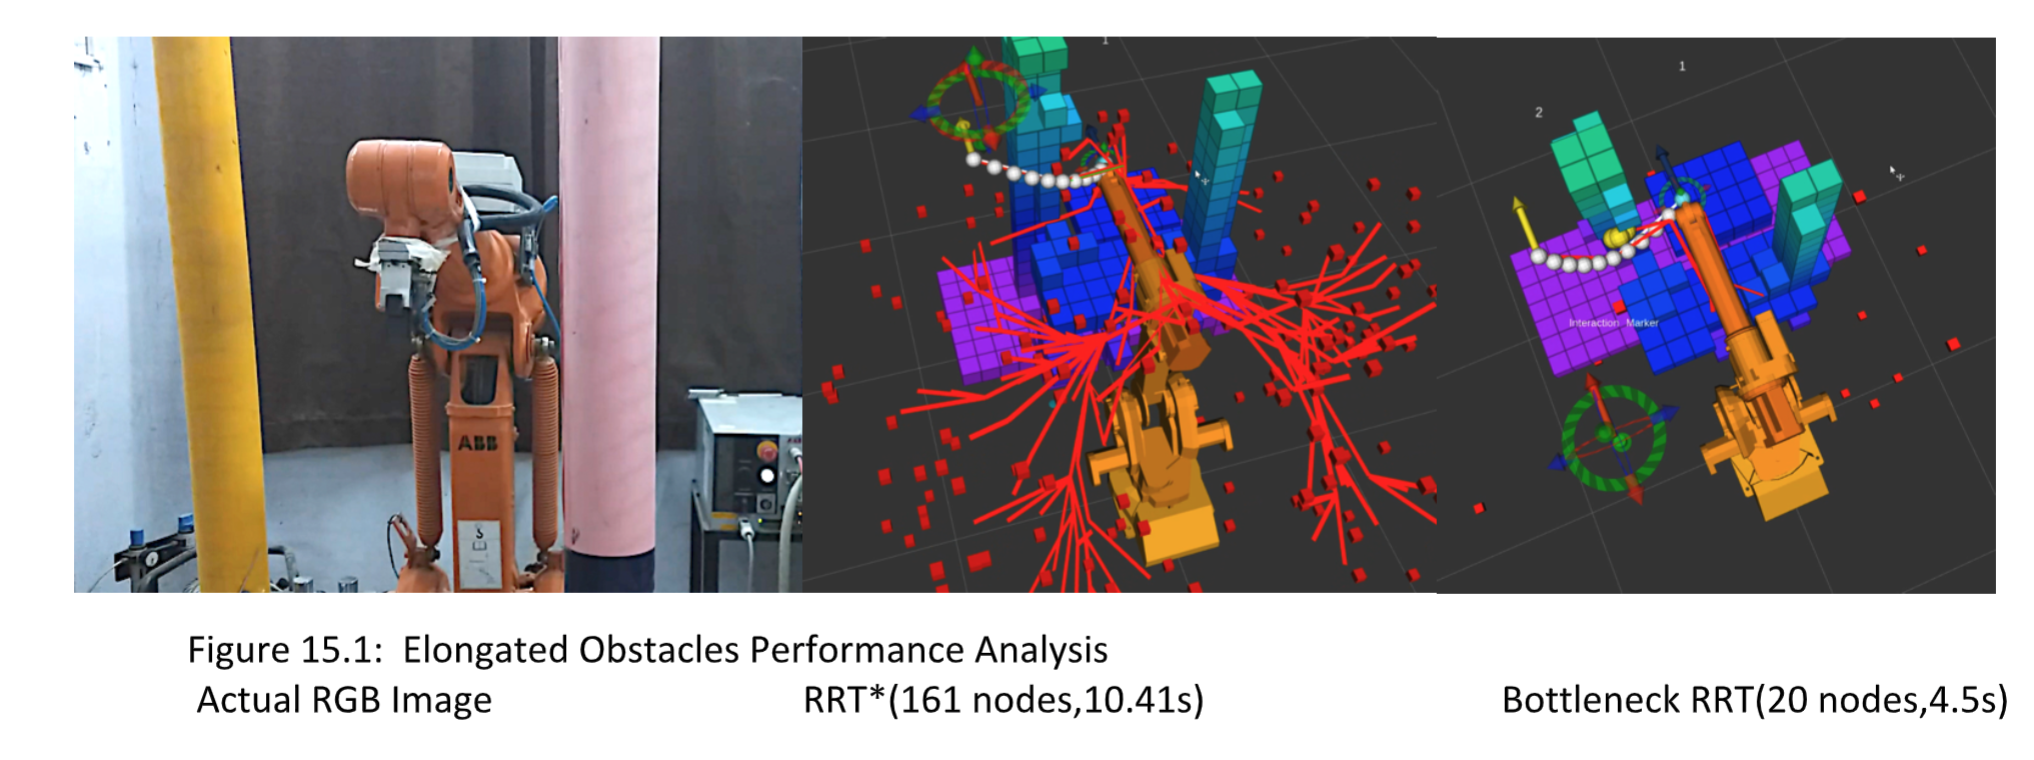 ABB
S
1
2
1
Interaction Marker
Figure 15.1: Elongated Obstacles Performance Analysis
Actual RGB Image
RRT*(161 nodes,10.41s)
Bottleneck RRT(20 nodes,4.5s)